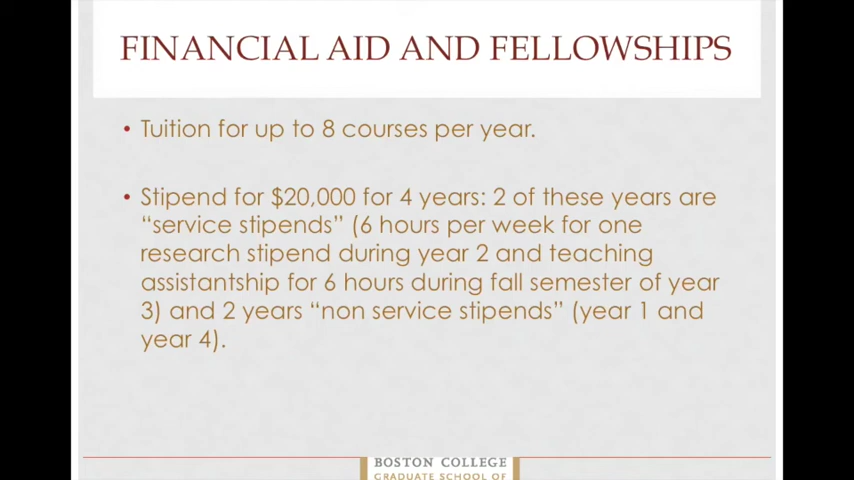 FINANCIAL AID AND FELLOWSHIPS
• Tuition for up to 8 courses per year.
• Stipend for $20,000 for 4 years: 2 of these years are
“service stipends” (6 hours per week for one
research stipend during year 2 and teaching
assistantship for 6 hours during fall semester of year
3) and 2 years “non service stipends” (year 1 and
year 4).
BOSTON COLLEGE
GRADUATE SCHOOL OF